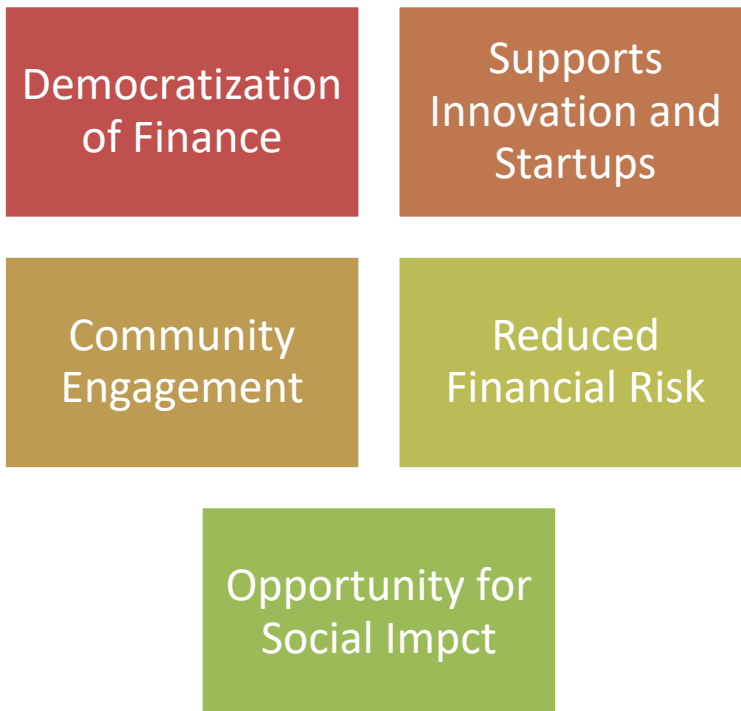 Democratization
of Finance
Supports
Innovation and
Startups
Community
Engagement
Reduced
Financial Risk
Opportunity for
Social Impct